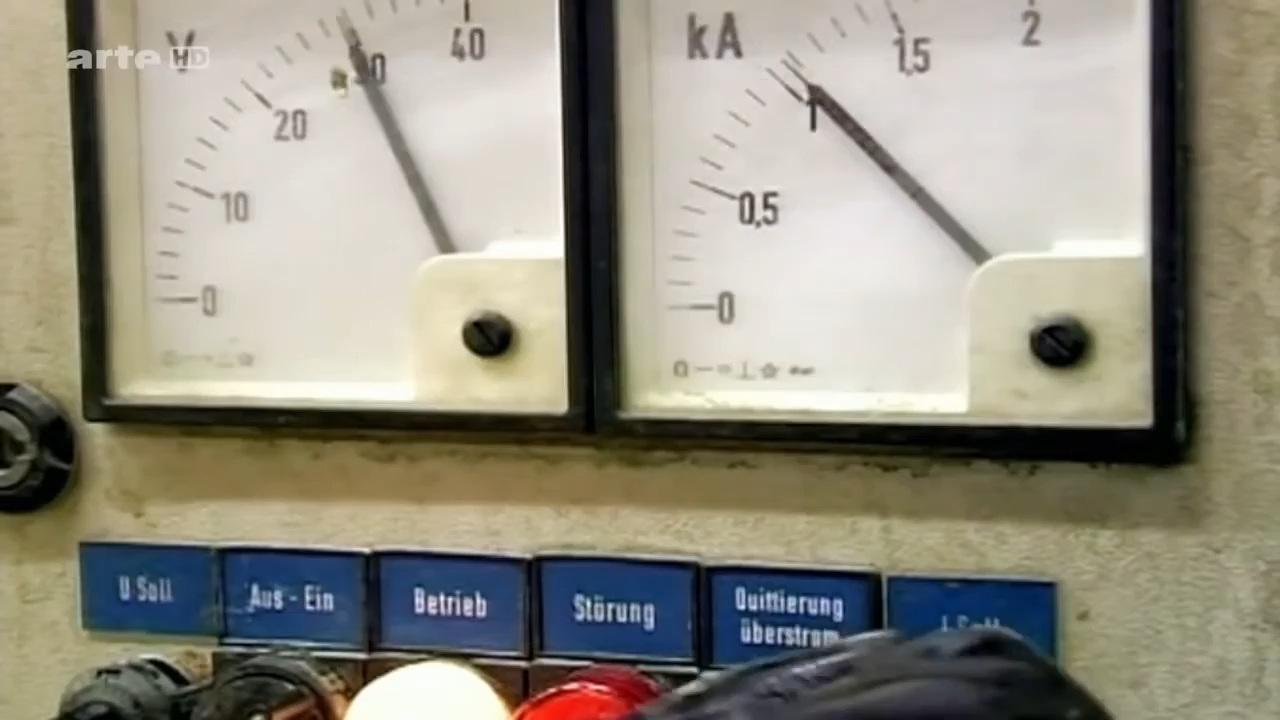 arte HD
V
0
10
20
30
40
kA
0
0,5
1
1,5
2
U Soll
Aus - Ein
Betrieb
Störung
Quittierung
überstrom
I Soll